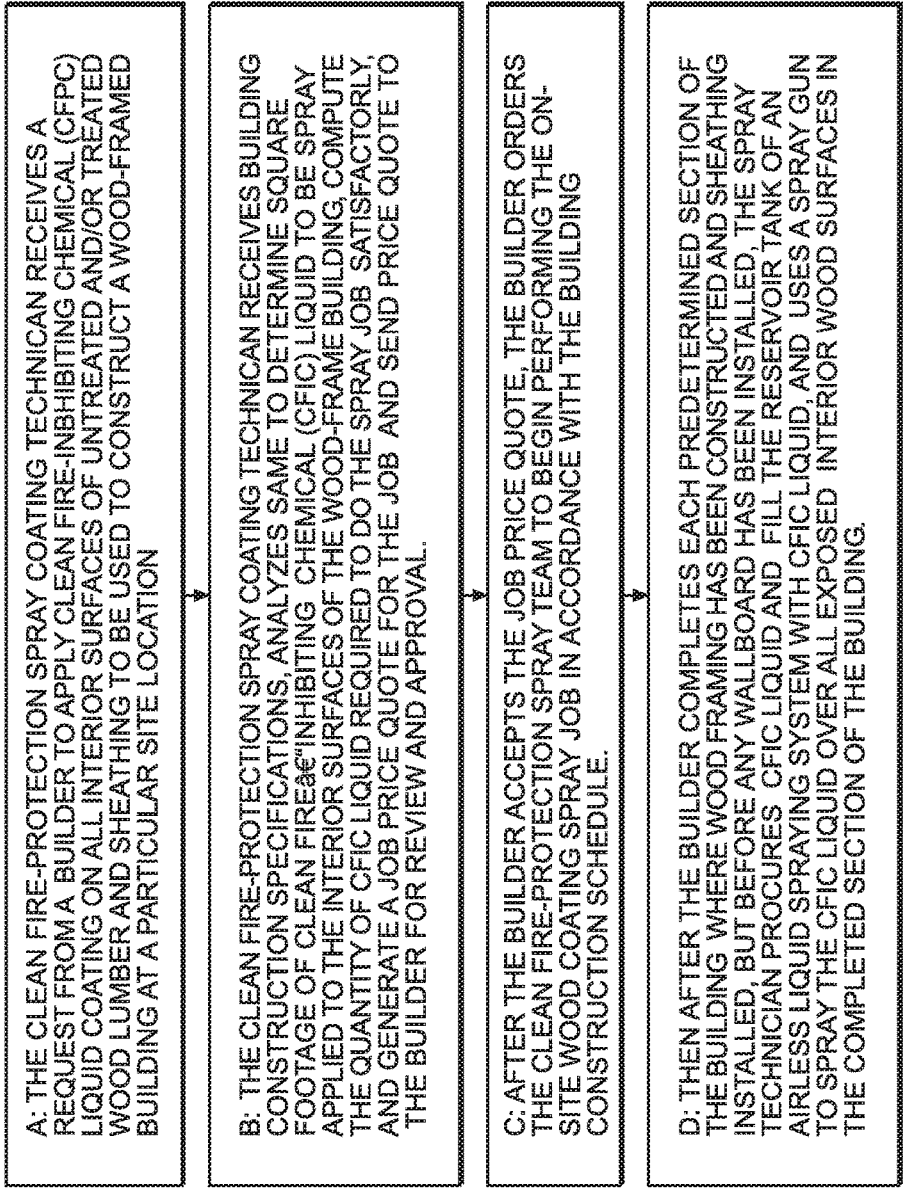 A: THE CLEAN FIRE-PROTECTION SPRAY COATING TECHNICAN RECEIVES A
REQUEST FROM A BUILDER TO APPLY CLEAN FIRE-INBHIBITING CHEMICAL (CFPC)
LIQUID COATING ON ALL INTERIOR SURFACES OF UNTREATED AND/OR TREATED
WOOD LUMBER AND SHEATHING TO BE USED TO CONSTRUCT A WOOD-FRAMED
BUILDING AT A PARTICULAR SITE LOCATION
B: THE CLEAN FIRE-PROTECTION SPRAY COATING TECHNICAN RECEIVES BUILDING
CONSTRUCTION SPECIFICATIONS, ANALYZES SAME TO DETERMINE SQUARE
FOOTAGE OF CLEAN FIREâ€“INHIBITING CHEMICAL (CFIC) LIQUID TO BE SPRAY
APPLIED TO THE INTERIOR SURFACES OF THE WOOD-FRAME BUILDING, COMPUTE
THE QUANTITY OF CFIC LIQUID REQUIRED TO DO THE SPRAY JOB SATISFACTORLY,
AND GENERATE A JOB PRICE QUOTE FOR THE JOB AND SEND PRICE QUOTE TO
THE BUILDER FOR REVIEW AND APPROVAL.
C: AFTER THE BUILDER ACCEPTS THE JOB PRICE QUOTE, THE BUILDER ORDERS
THE CLEAN FIRE-PROTECTION SPRAY TEAM TO BEGIN PERFORMING THE ON-
SITE WOOD COATING SPRAY JOB IN ACCORDANCE WITH THE BUILDING
CONSTRUCTION SCHEDULE.
D: THEN AFTER THE BUILDER COMPLETES EACH PREDETERMINED SECTION OF
THE BUILDING WHERE WOOD FRAMING HAS BEEN CONSTRUCTED AND SHEATHING
INSTALLED, BUT BEFORE ANY WALLBOARD HAS BEEN INSTALLED, THE SPRAY
TECHNICIAN PROCURES CFIC LIQUID AND FILL THE RESERVOIR TANK OF AN
AIRLESS LIQUID SPRAYING SYSTEM WITH CFIC LIQUID, AND USES A SPRAY GUN
TO SPRAY THE CFIC LIQUID OVER ALL EXPOSED INTERIOR WOOD SURFACES IN
THE COMPLETED SECTION OF THE BUILDING.